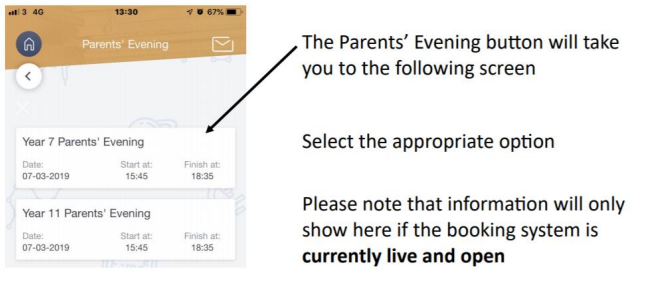 3 4G 13:30 67%
Parents' Evening
Year 7 Parents' Evening
Date: Start at: Finish at:
07-03-2019 15:45 18:35
Year 11 Parents' Evening
Date: Start at: Finish at:
07-03-2019 15:45 18:35
The Parents' Evening button will take
you to the following screen
Select the appropriate option
Please note that information will only
show here if the booking system is
currently live and open